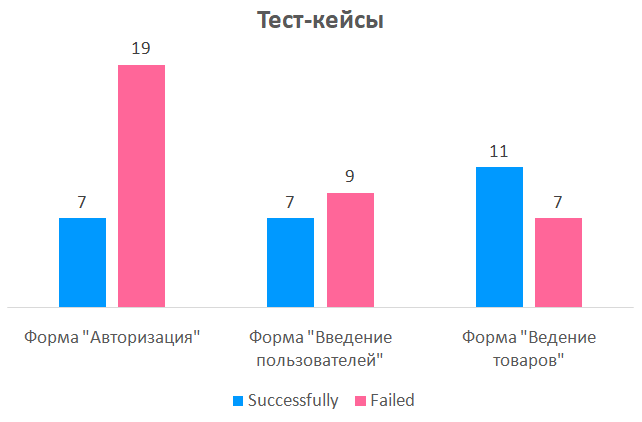 Тест-кейсы
19
7
7
9
11
7
Форма "Авторизация"
Форма "Введение
пользователей"
Форма "Ведение
товаров"
Successfully Failed